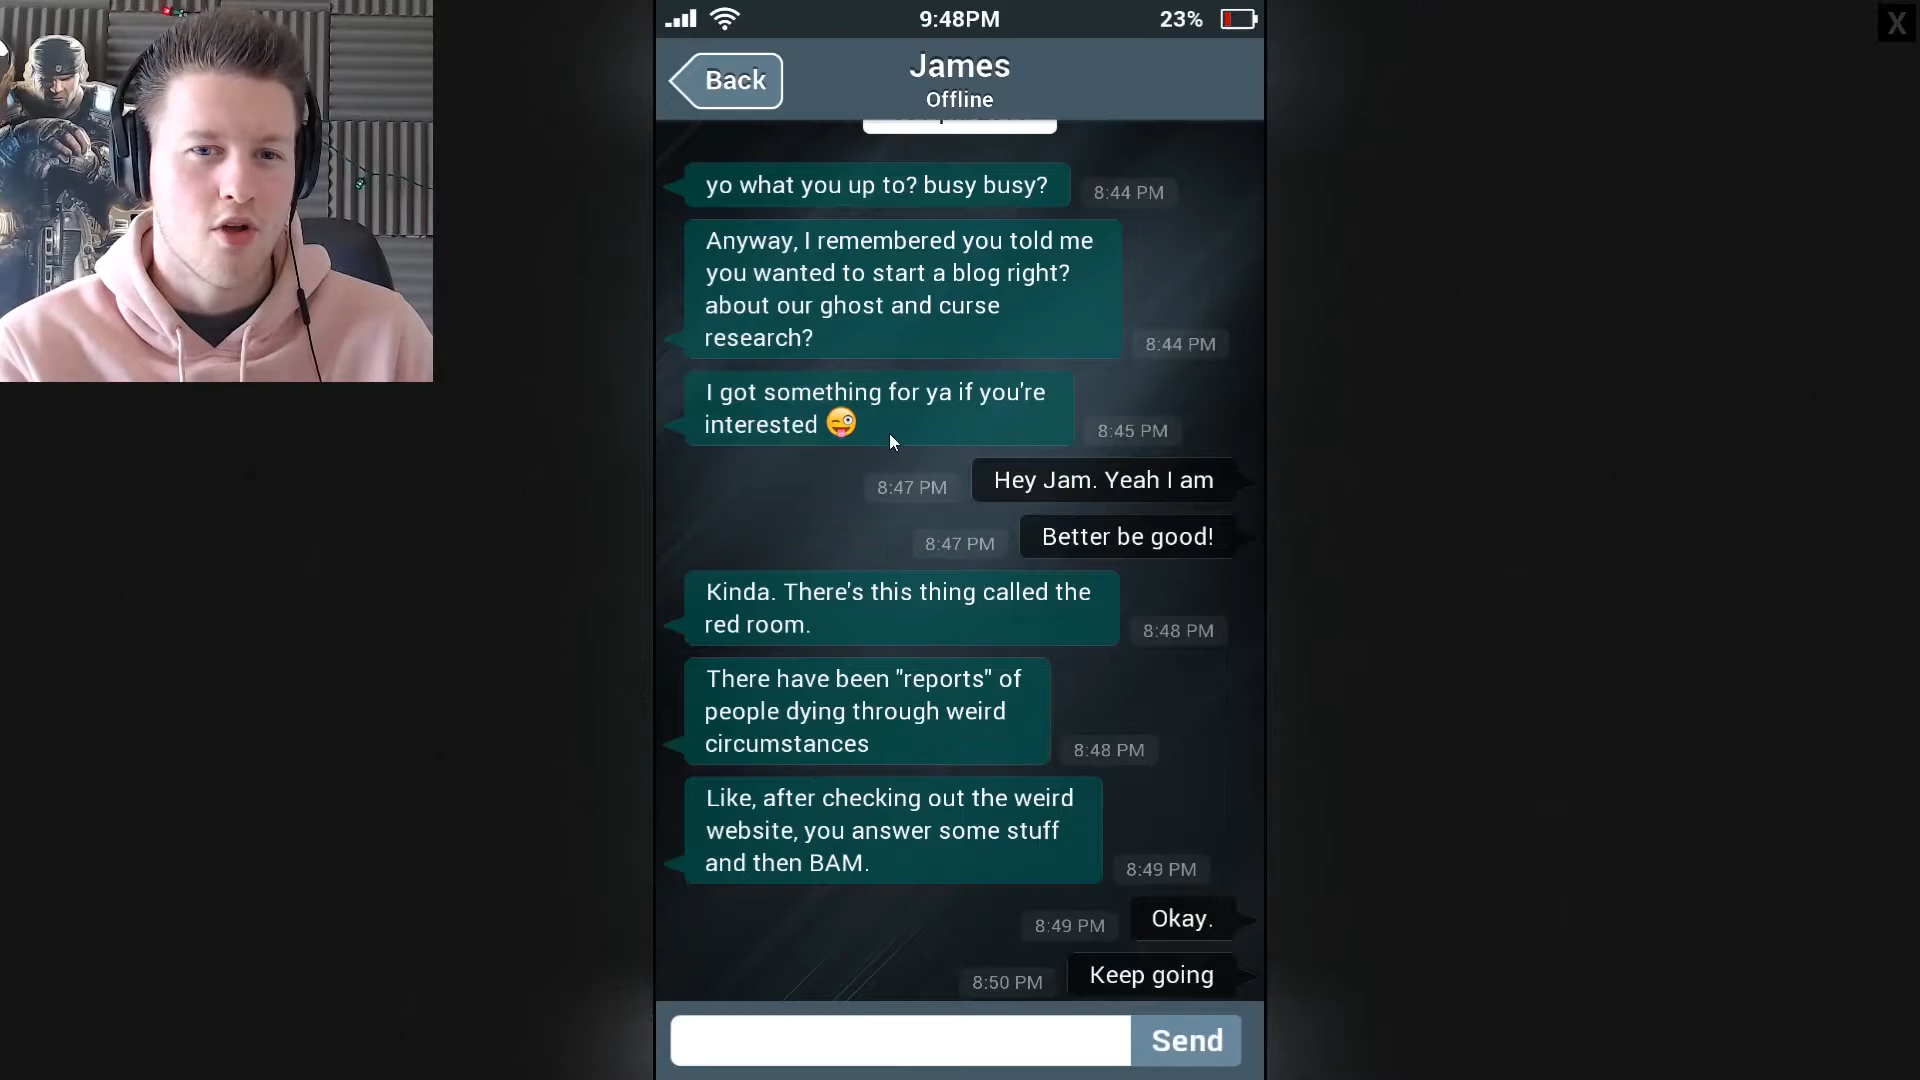 9:48PM
23%
X
Back
James
Offline
yo what you up to? busy busy?
8:44 PM
Anyway, I remembered you told me
you wanted to start a blog right?
about our ghost and curse
research?
8:44 PM
I got something for ya if you're
interested 😜
8:45 PM
8:47 PM
Hey Jam. Yeah I am
8:47 PM
Better be good!
Kinda. There's this thing called the
red room.
8:48 PM
There have been "reports" of
people dying through weird
circumstances
8:48 PM
Like, after checking out the weird
website, you answer some stuff
and then BAM.
8:49 PM
8:49 PM
Okay.
8:50 PM
Keep going
Send